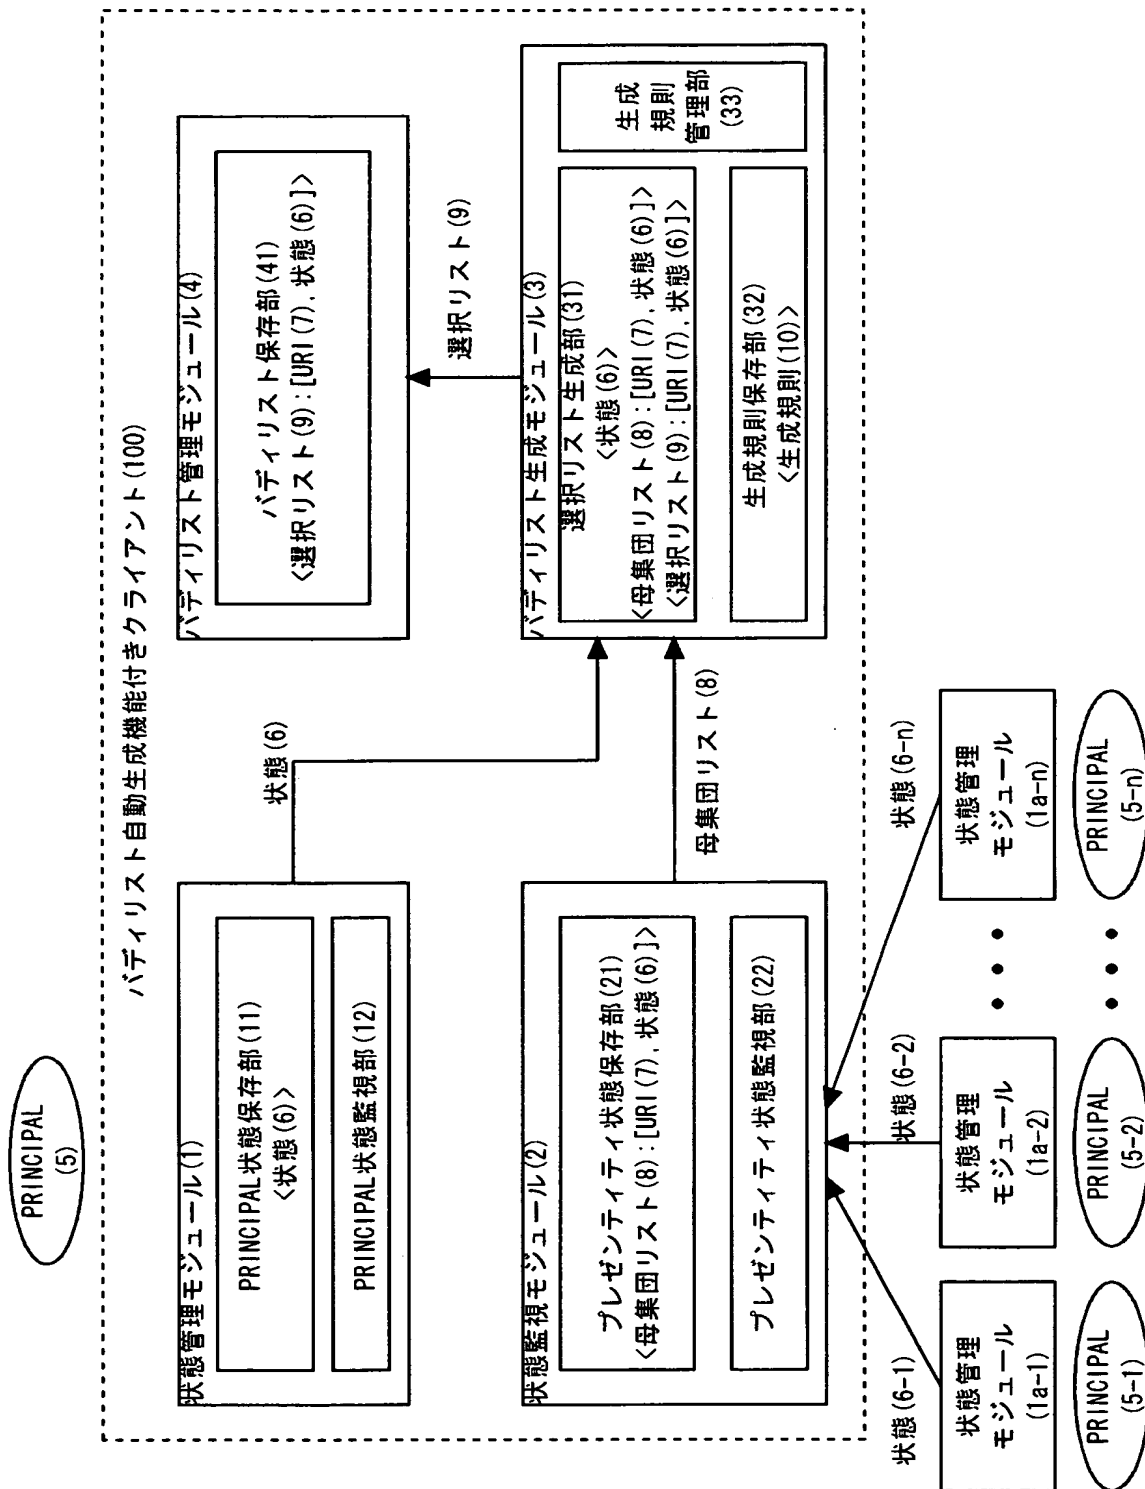 PRINCIPAL
(5)
バディリスト自動生成機能付きクライアント(100)
状態管理モジュール(1)
PRINCIPAL状態保存部(11)
<状態(6)>
PRINCIPAL状態監視部(12)
状態(6)
バディリスト管理モジュール(4)
バディリスト保存部(41)
<選択リスト(9):[URI(7),状態(6)]>
選択リスト(9)
状態監視モジュール(2)
プレゼンティティ状態保存部(21)
<母集団リスト(8):[URI(7),状態(6)]>
プレゼンティティ状態監視部(22)
母集団リスト(8)
バディリスト生成モジュール(3)
選択リスト生成部(31)
<状態(6)>
<母集団リスト(8):[URI(7),状態(6)]>
<選択リスト(9):[URI(7),状態(6)]>
生成規則保存部(32)
<生成規則(10)>
生成
規則
管理部
(33)
状態(6-1)
状態(6-2)
状態(6-n)
状態管理
モジュール
(1a-1)
状態管理
モジュール
(1a-2)
•••
状態管理
モジュール
(1a-n)
PRINCIPAL
(5-1)
PRINCIPAL
(5-2)
•••
PRINCIPAL
(5-n)